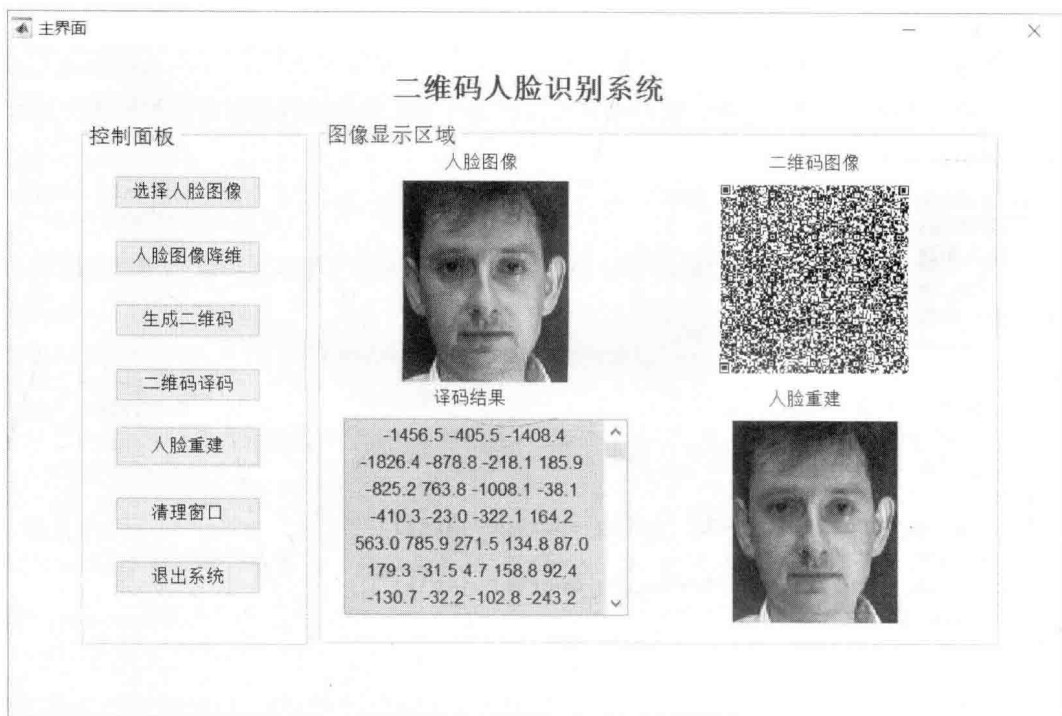 主界面
二维码人脸识别系统
控制面板
选择人脸图像
人脸图像降维
生成二维码
二维码译码
人脸重建
清理窗口
退出系统
图像显示区域
人脸图像
二维码图像
译码结果
-1456.5 -405.5 -1408.4
-1826.4 -878.8 -218.1 185.9
-825.2 763.8 -1008.1 -38.1
-410.3 -23.0 -322.1 164.2
563.0 785.9 271.5 134.8 87.0
179.3 -31.5 4.7 158.8 92.4
-130.7 -32.2 -102.8 -243.2
人脸重建